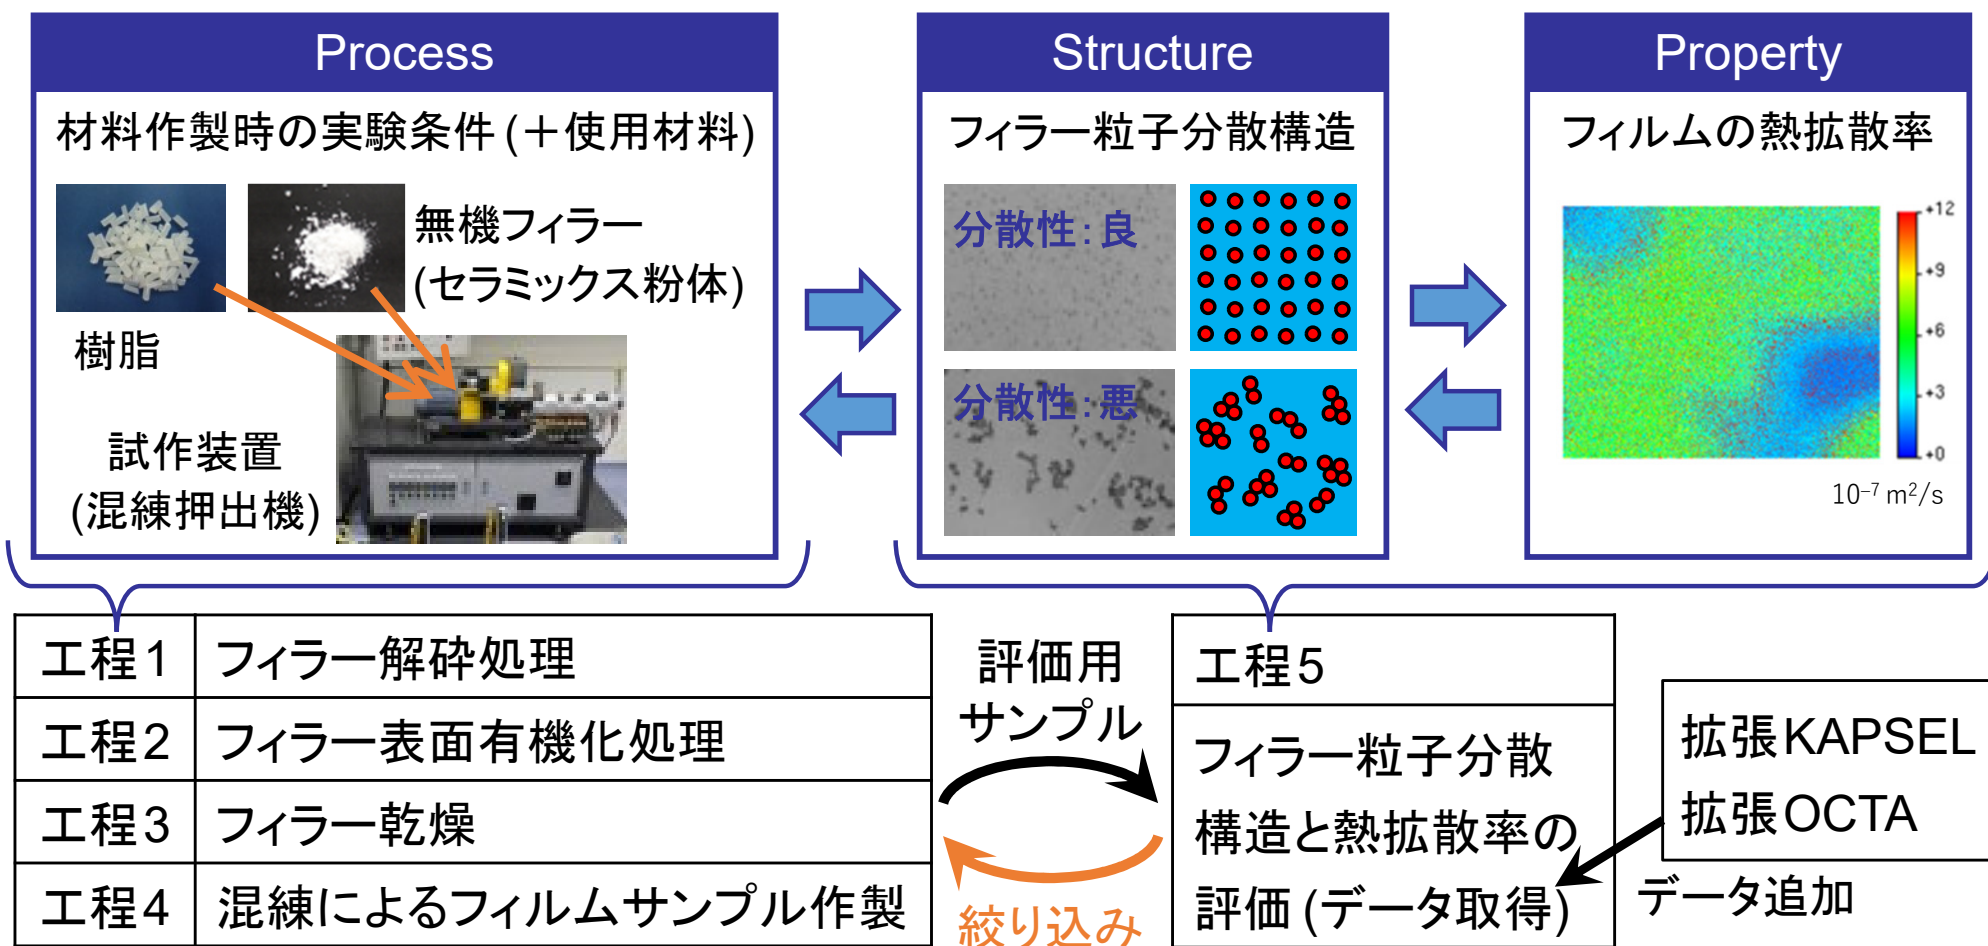 Process
材料作製時の実験条件(＋使用材料)
無機フィラー
(セラミックス粉体)
樹脂
試作装置
(混練押出機)
Structure
フィラー粒子分散構造
分散性：良
分散性：悪
Property
フィルムの熱拡散率
+12
+9
+6
+3
+0
10⁻⁷ m²/s
工程1 フィラー解砕処理
工程2 フィラー表面有機化処理
工程3 フィラー乾燥
工程4 混練によるフィルムサンプル作製
評価用
サンプル
絞り込み
工程5
フィラー粒子分散
構造と熱拡散率の
評価(データ取得)
拡張KAPSEL
拡張OCTA
データ追加